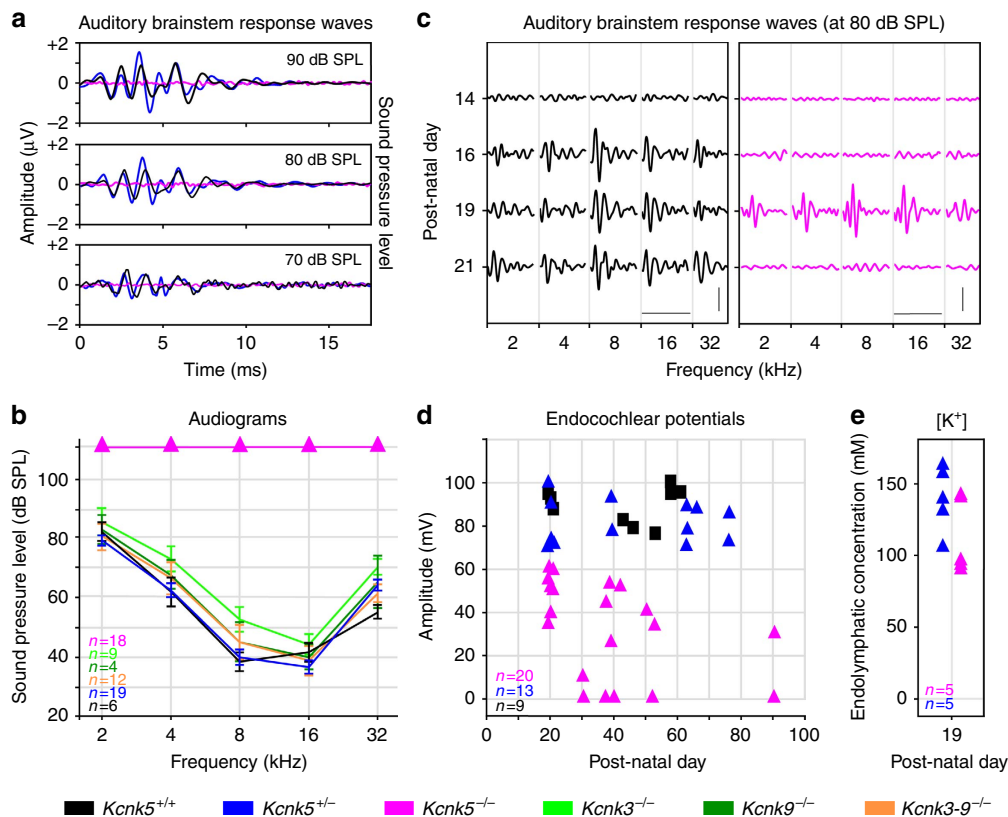 a
Auditory brainstem response waves
+2
0
−2
90 dB SPL
+2
0
−2
80 dB SPL
+2
0
−2
70 dB SPL
Amplitude (µV)
Sound pressure level
0 5 10 15
Time (ms)
c
Auditory brainstem response waves (at 80 dB SPL)
14
16
19
21
Post-natal day
2 4 8 16 32 2 4 8 16 32
Frequency (kHz)
b
Audiograms
100
80
60
40
20
Sound pressure level (dB SPL)
n=18
n=9
n=4
n=12
n=19
n=6
2 4 8 16 32
Frequency (kHz)
d
Endocochlear potentials
120
100
80
60
40
20
0
Amplitude (mV)
n=20
n=13
n=9
0 20 40 60 80 100
Post-natal day
e
[K⁺]
150
100
50
0
Endolymphatic concentration (mM)
n=5
n=5
19
Post-natal day
Kcnk5⁺/⁺ Kcnk5⁺/⁻ Kcnk5⁻/⁻ Kcnk3⁻/⁻ Kcnk9⁻/⁻ Kcnk3-9⁻/⁻